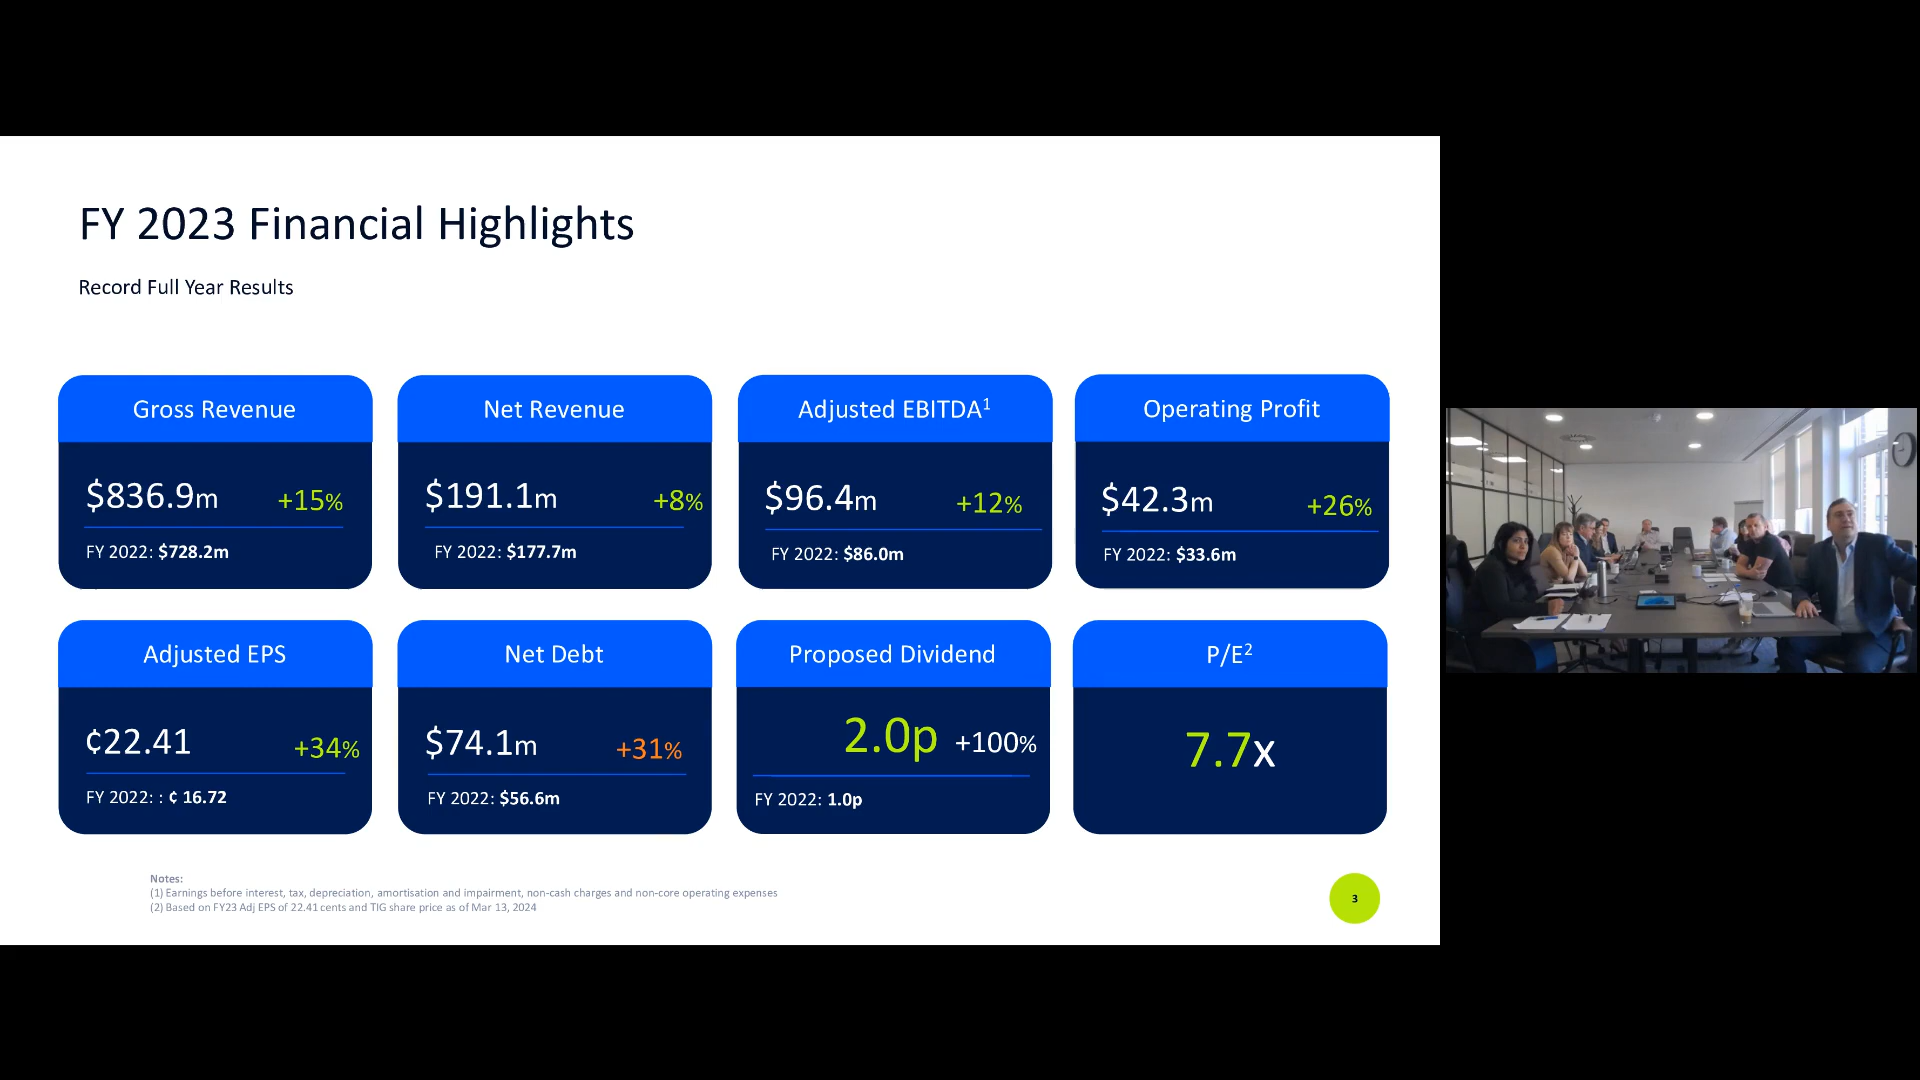 FY 2023 Financial Highlights
Record Full Year Results
Gross Revenue
$836.9m +15%
FY 2022: $728.2m
Net Revenue
$191.1m +8%
FY 2022: $177.7m
Adjusted EBITDA1
$96.4m +12%
FY 2022: $86.0m
Operating Profit
$42.3m +26%
FY 2022: $33.6m
Adjusted EPS
¢22.41 +34%
FY 2022: : ¢ 16.72
Net Debt
$74.1m +31%
FY 2022: $56.6m
Proposed Dividend
2.0p +100%
FY 2022: 1.0p
P/E2
7.7x
Notes:
(1) Earnings before interest, tax, depreciation, amortisation and impairment, non-cash charges and non-core operating expenses
(2) Based on FY23 Adj EPS of 22.41 cents and TIG share price as of Mar 13, 2024
3